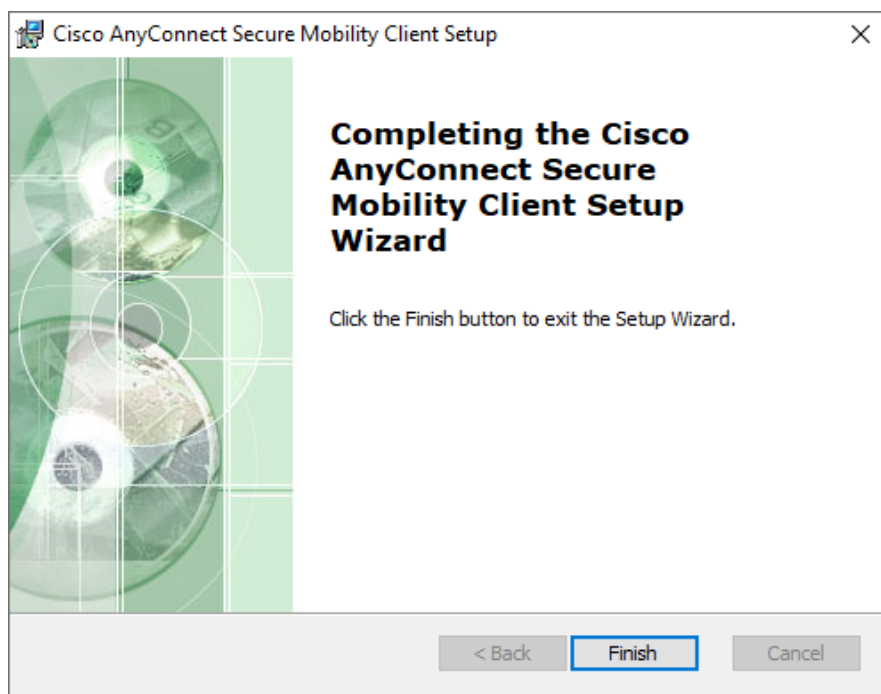 Cisco AnyConnect Secure Mobility Client Setup
Completing the Cisco
AnyConnect Secure
Mobility Client Setup
Wizard
Click the Finish button to exit the Setup Wizard.
< Back
Finish
Cancel